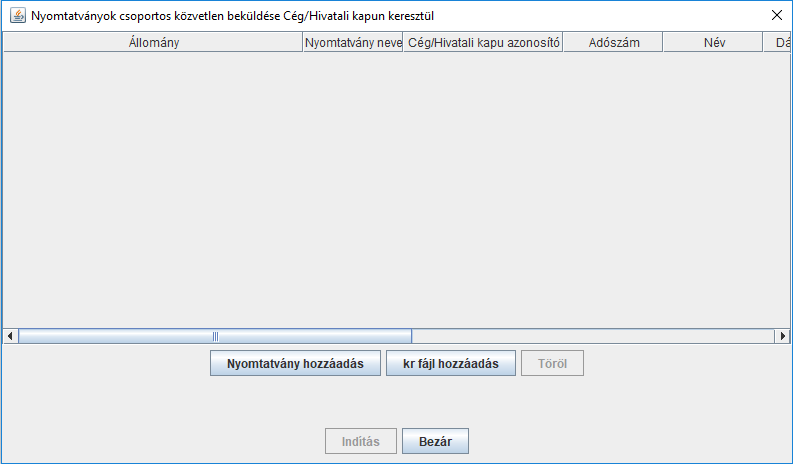 Nyomtatványok csoportos közvetlen beküldése Cég/Hivatali kapun keresztül
Állomány Nyomtatvány neve Cég/Hivatali kapu azonosító Adószám Név Dá
Nyomtatvány hozzáadás kr fájl hozzáadás Töröl
Indítás Bezár